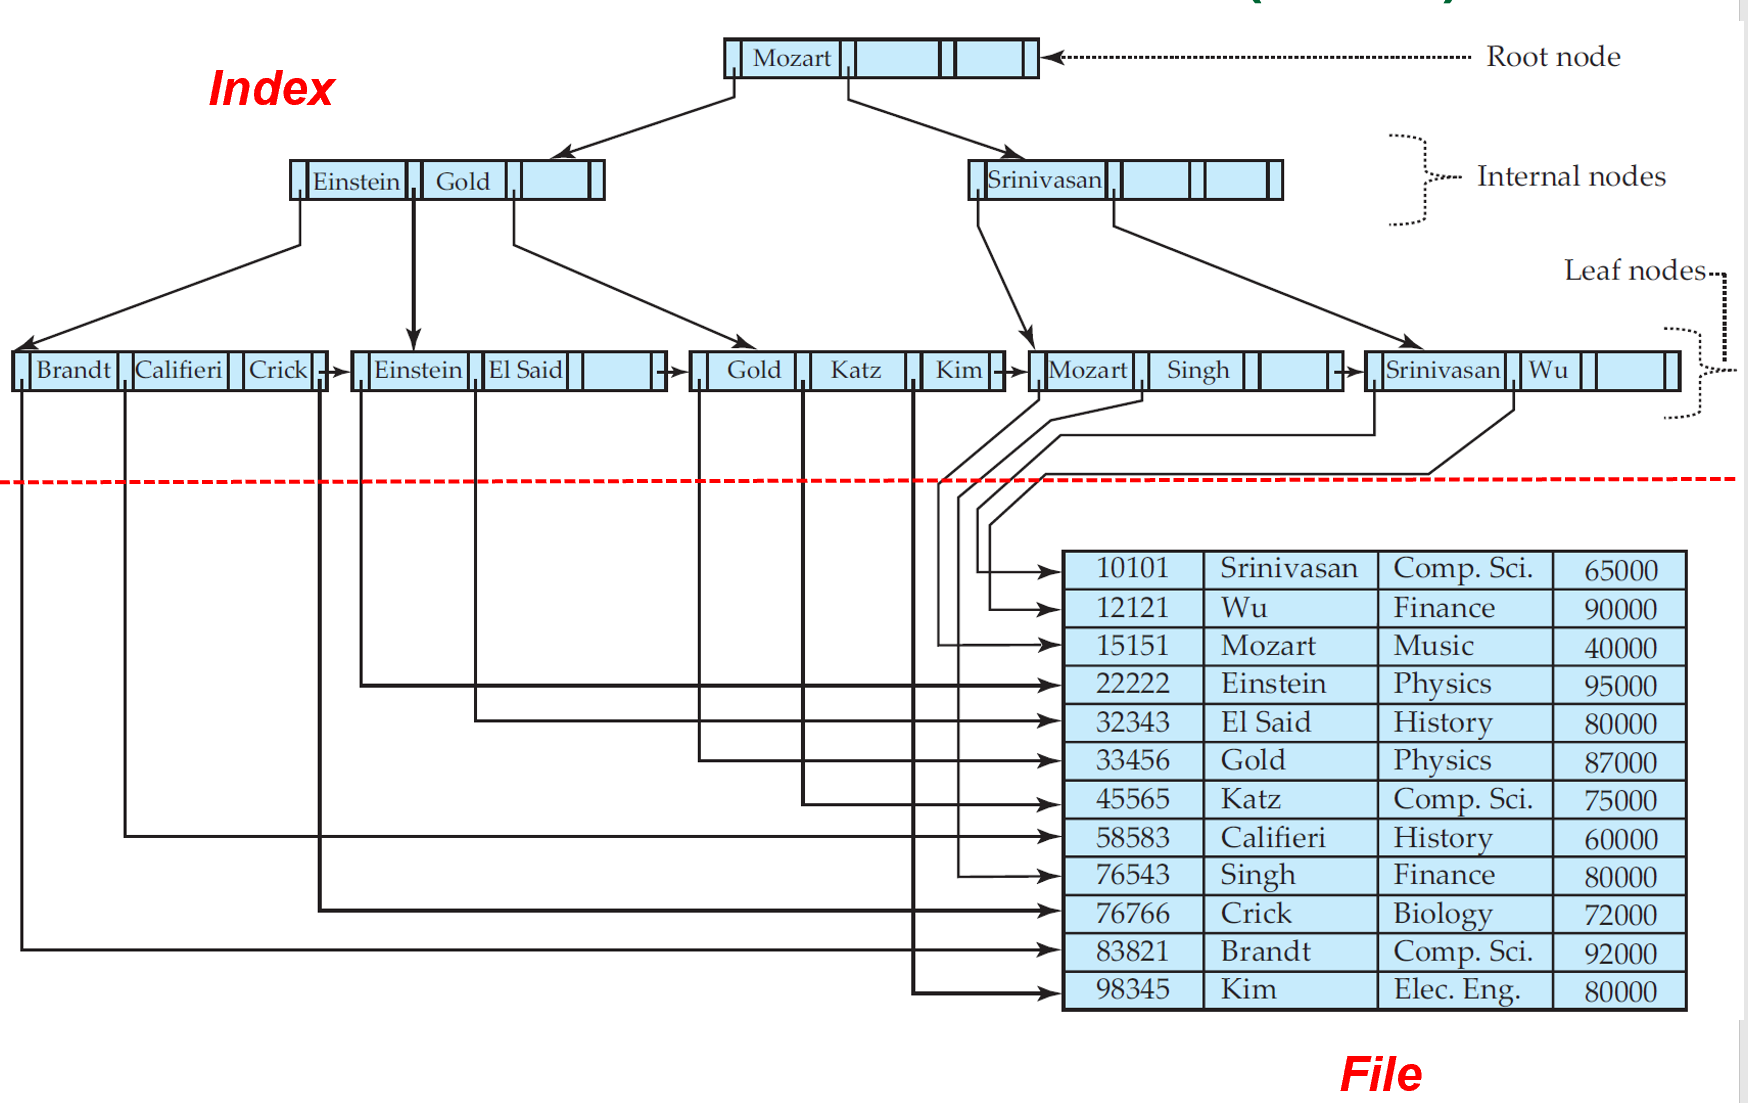 Mozart
Root node
Index
Einstein Gold
Srinivasan
Internal nodes
Leaf nodes
Brandt Califieri Crick
Einstein El Said
Gold Katz Kim
Mozart Singh
Srinivasan Wu
10101 Srinivasan Comp. Sci. 65000
12121 Wu Finance 90000
15151 Mozart Music 40000
22222 Einstein Physics 95000
32343 El Said History 80000
33456 Gold Physics 87000
45565 Katz Comp. Sci. 75000
58583 Califieri History 60000
76543 Singh Finance 80000
76766 Crick Biology 72000
83821 Brandt Comp. Sci. 92000
98345 Kim Elec. Eng. 80000
File